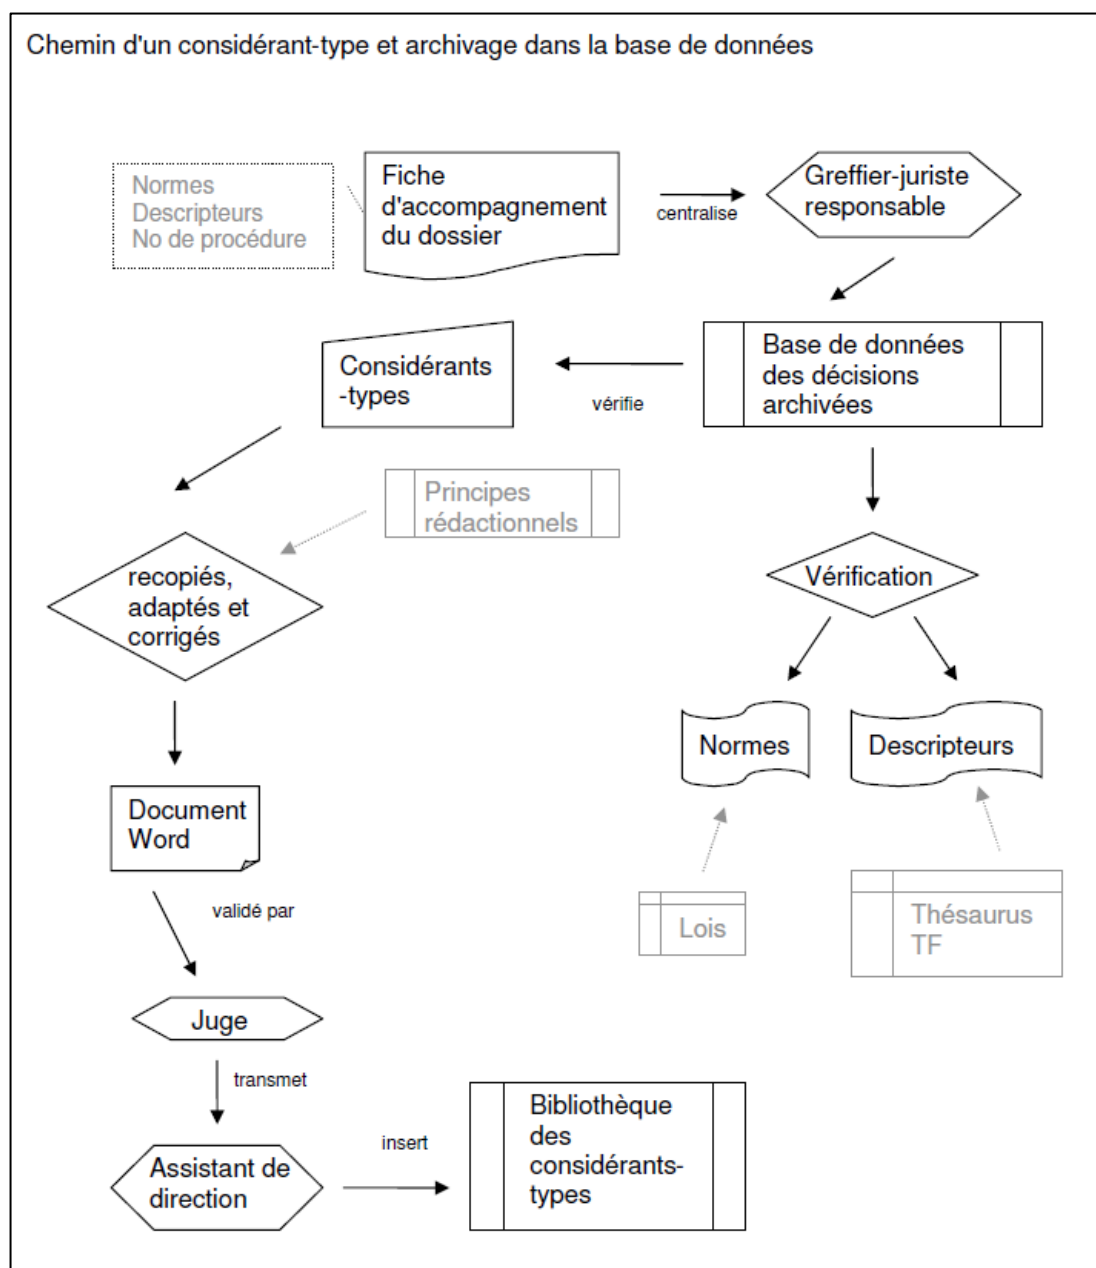 Chemin d'un considérant-type et archivage dans la base de données
Normes
Descripteurs
No de procédure
Fiche
d'accompagnement
du dossier
centralise
Greffier-juriste
responsable
Considérants
-types
vérifie
Base de données
des décisions
archivées
Principes
rédactionnels
recopiés,
adaptés et
corrigés
Vérification
Normes
Descripteurs
Document
Word
Lois
Thésaurus
TF
validé par
Juge
transmet
Assistant de
direction
insert
Bibliothèque
des
considérants-
types